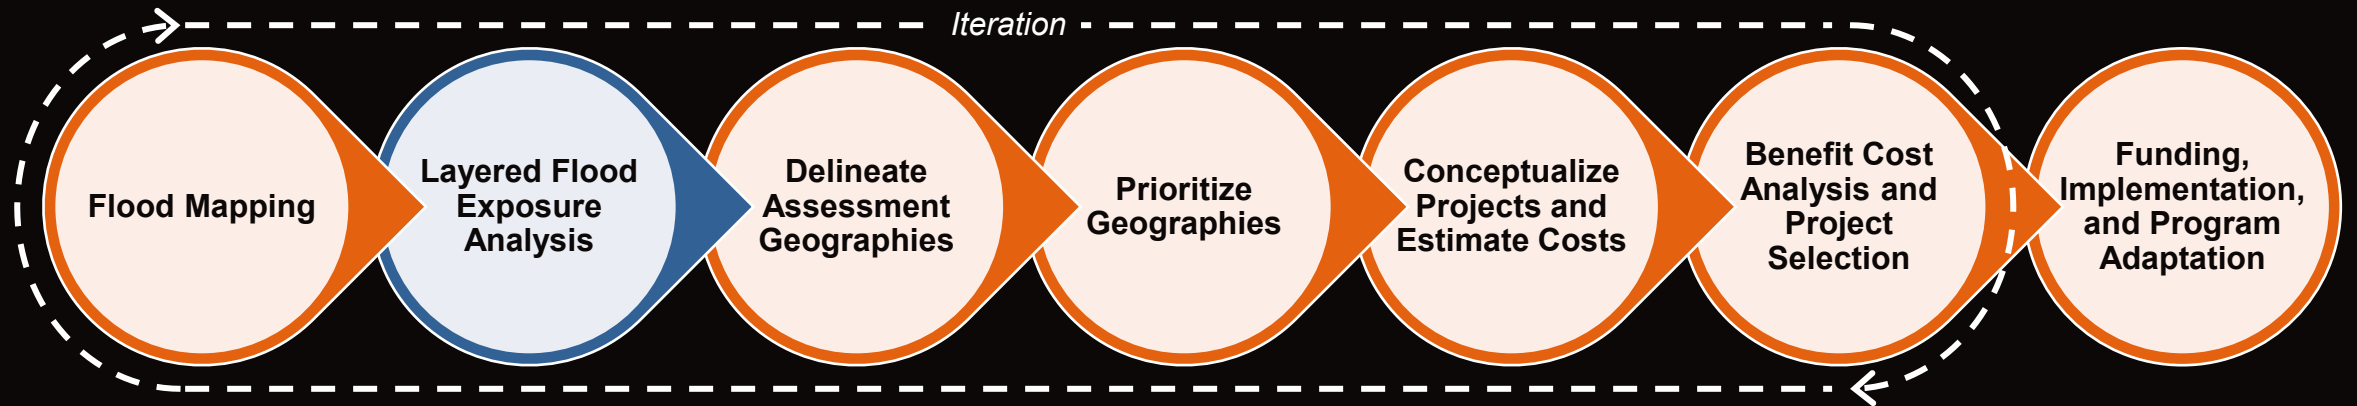 Iteration
Flood Mapping
Layered Flood
Exposure
Analysis
Delineate
Assessment
Geographies
Prioritize
Geographies
Conceptualize
Projects and
Estimate Costs
Benefit Cost
Analysis and
Project
Selection
Funding,
Implementation,
and Program
Adaptation